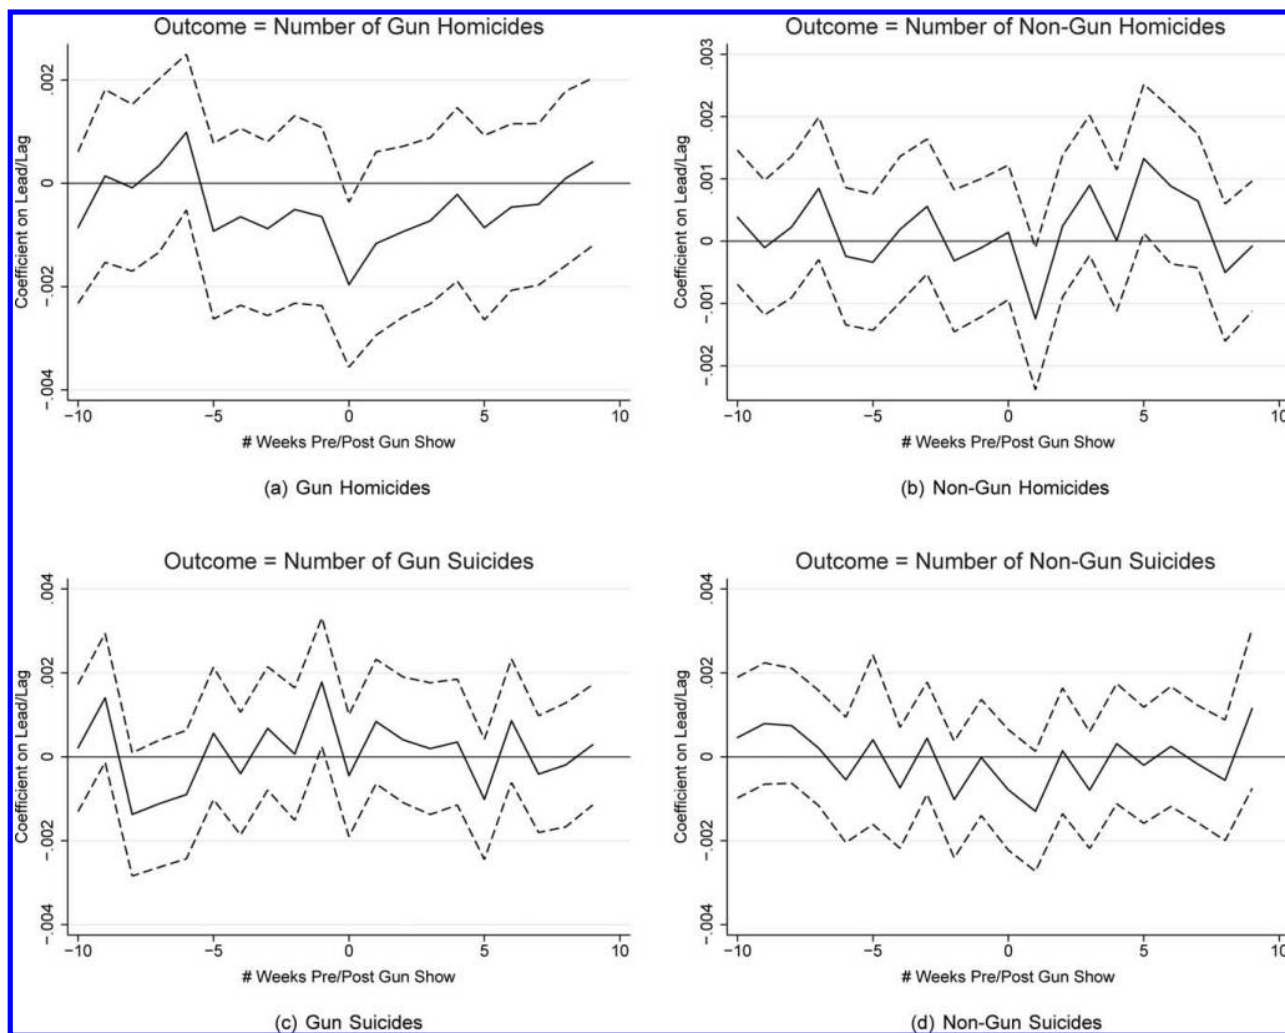 Outcome = Number of Gun Homicides
Coefficient on Lead/Lag
.002
0
-.002
-.004
−10
−5
0
5
10
# Weeks Pre/Post Gun Show
(a) Gun Homicides
Outcome = Number of Non-Gun Homicides
Coefficient on Lead/Lag
.003
.002
.001
0
-.001
-.002
−10
−5
0
5
10
# Weeks Pre/Post Gun Show
(b) Non-Gun Homicides
Outcome = Number of Gun Suicides
Coefficient on Lead/Lag
.004
.002
0
-.002
-.004
−10
−5
0
5
10
# Weeks Pre/Post Gun Show
(c) Gun Suicides
Outcome = Number of Non-Gun Suicides
Coefficient on Lead/Lag
.004
.002
0
-.002
-.004
−10
−5
0
5
10
# Weeks Pre/Post Gun Show
(d) Non-Gun Suicides